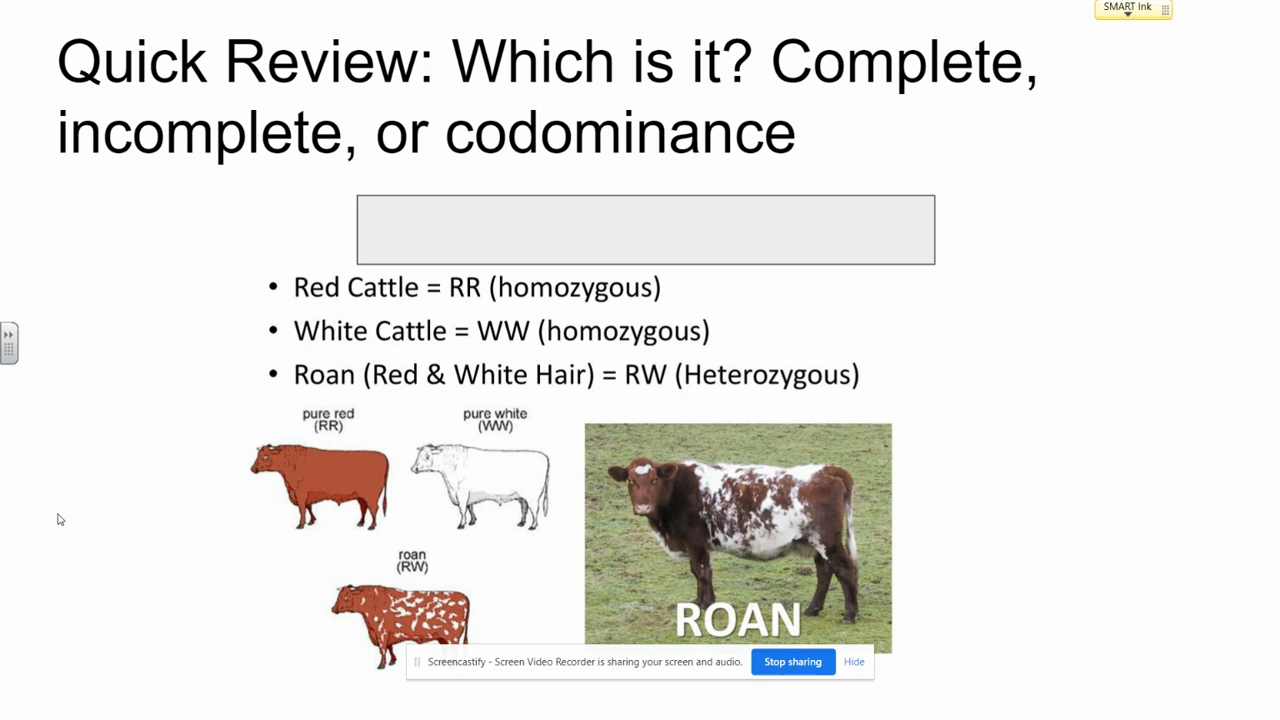 SMART Ink
Quick Review: Which is it? Complete,
incomplete, or codominance
• Red Cattle = RR (homozygous)
• White Cattle = WW (homozygous)
• Roan (Red & White Hair) = RW (Heterozygous)
pure red
(RR)
pure white
(WW)
roan
(RW)
ROAN
Screencastify - Screen Video Recorder is sharing your screen and audio.
Stop sharing
Hide